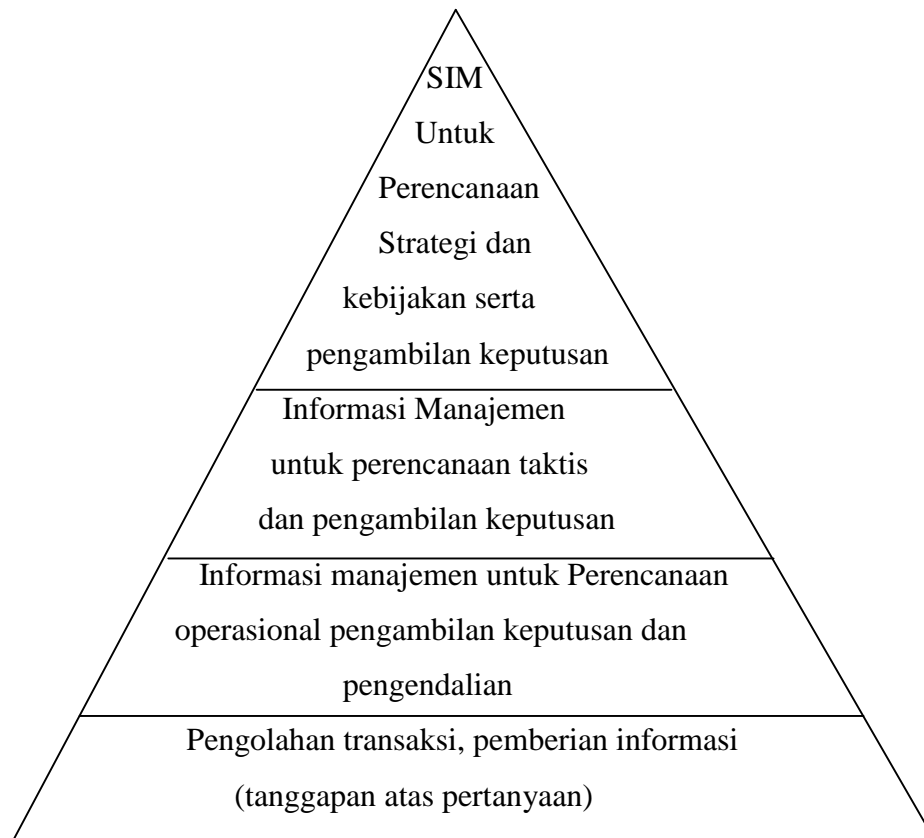 SIM
Untuk
Perencanaan
Strategi dan
kebijakan serta
pengambilan keputusan
Informasi Manajemen
untuk perencanaan taktis
dan pengambilan keputusan
Informasi manajemen untuk Perencanaan
operasional pengambilan keputusan dan
pengendalian
Pengolahan transaksi, pemberian informasi
(tanggapan atas pertanyaan)